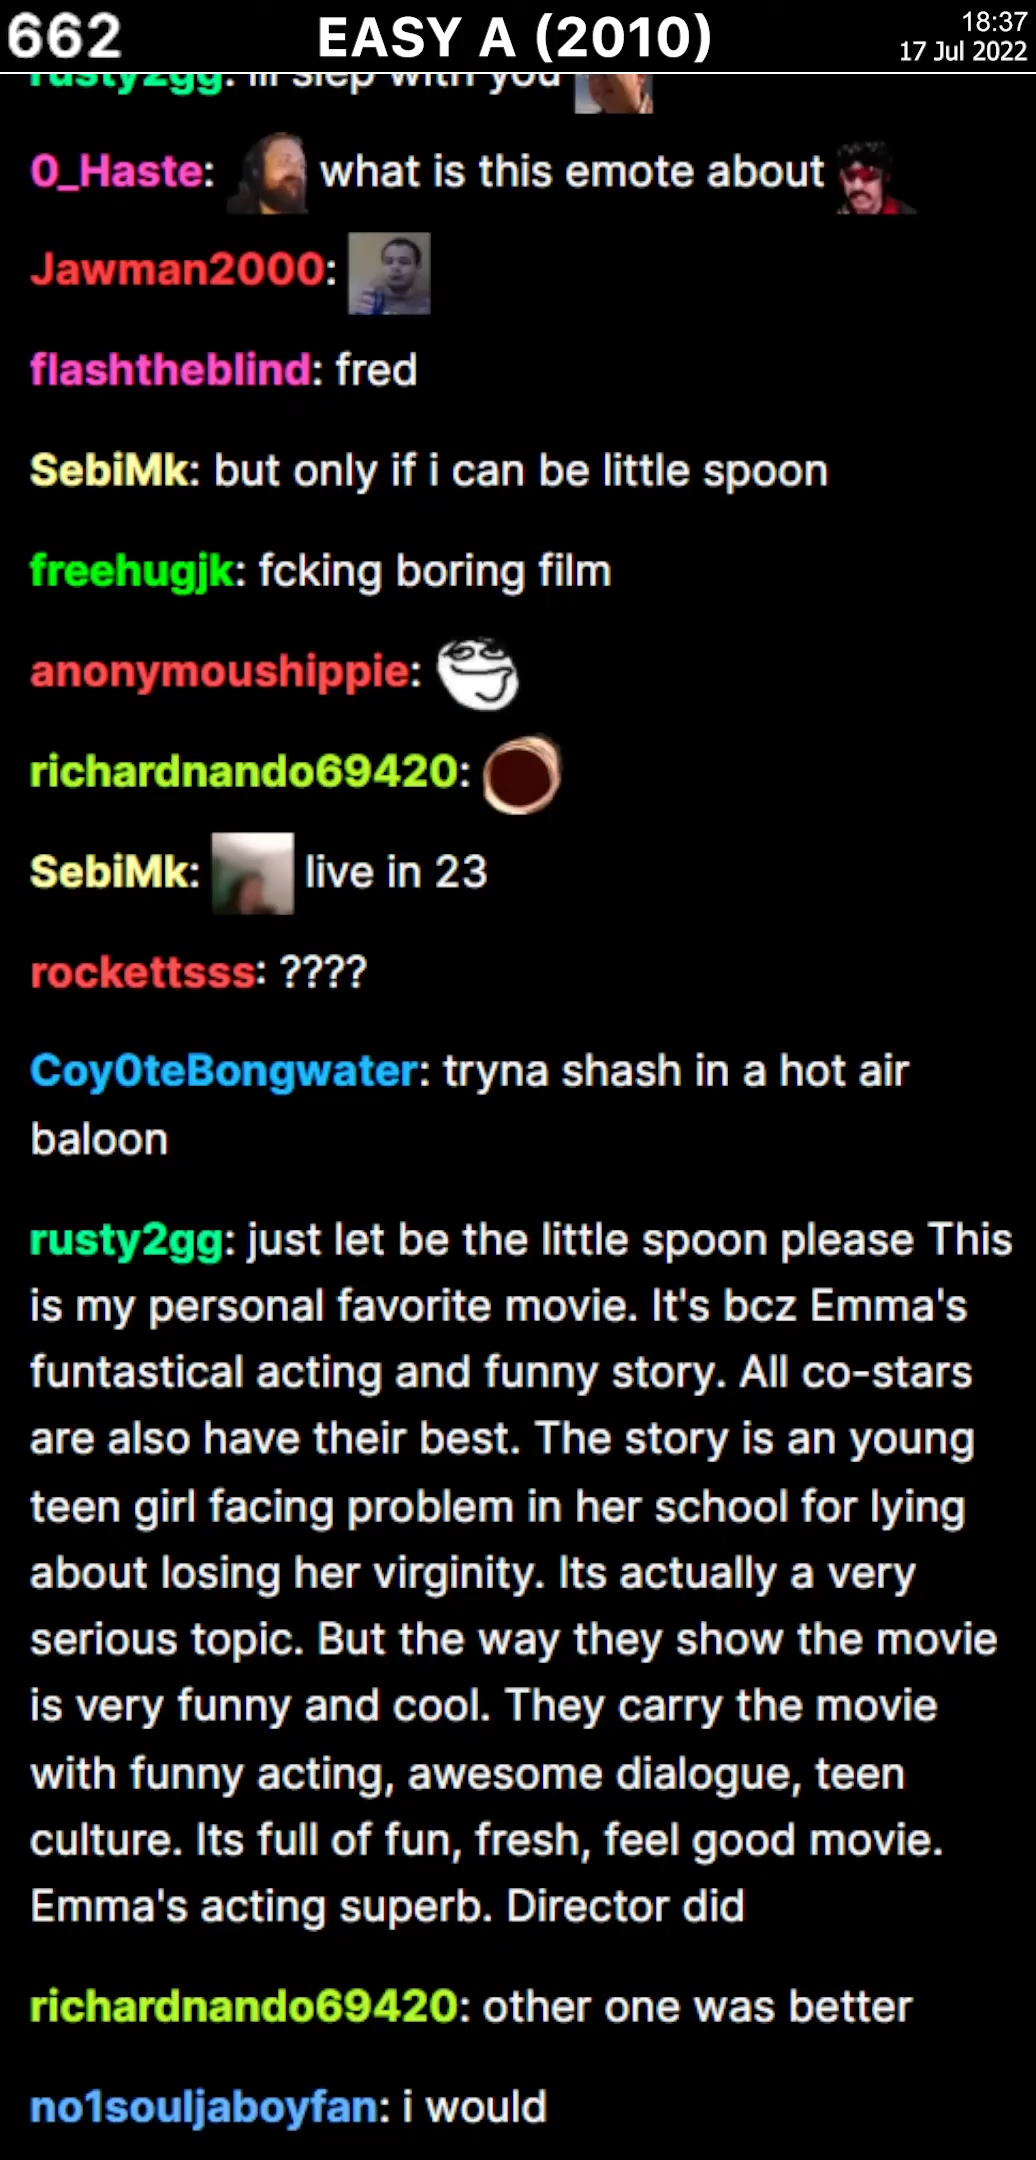 662 EASY A (2010) 18:37
17 Jul 2022
rusty2gg: ill slep with you
0_Haste: what is this emote about
Jawman2000:
flashtheblind: fred
SebiMk: but only if i can be little spoon
freehugjk: fcking boring film
anonymoushippie:
richardnando69420:
SebiMk: live in 23
rockettsss: ????
Coy0teBongwater: tryna shash in a hot air
baloon
rusty2gg: just let be the little spoon please This
is my personal favorite movie. It's bcz Emma's
funtastical acting and funny story. All co-stars
are also have their best. The story is an young
teen girl facing problem in her school for lying
about losing her virginity. Its actually a very
serious topic. But the way they show the movie
is very funny and cool. They carry the movie
with funny acting, awesome dialogue, teen
culture. Its full of fun, fresh, feel good movie.
Emma's acting superb. Director did
richardnando69420: other one was better
no1souljaboyfan: i would